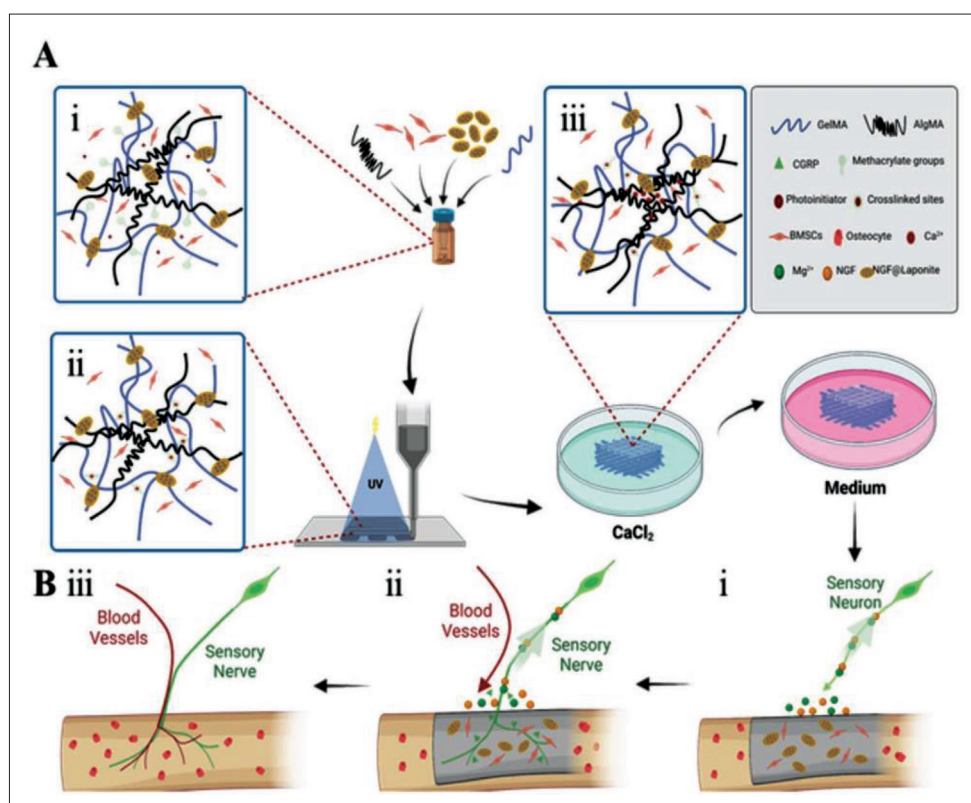 A
i
iii
GelMA
AlgMA
CGRP
Methacrylate groups
Photoinitiator
Crosslinked sites
BMSCs
Osteocyte
Ca²⁺
Mg²⁺
NGF
NGF@Laponite
ii
UV
CaCl₂
Medium
B
iii
Blood
Vessels
Sensory
Nerve
ii
Blood
Vessels
Sensory
Nerve
i
Sensory
Neuron